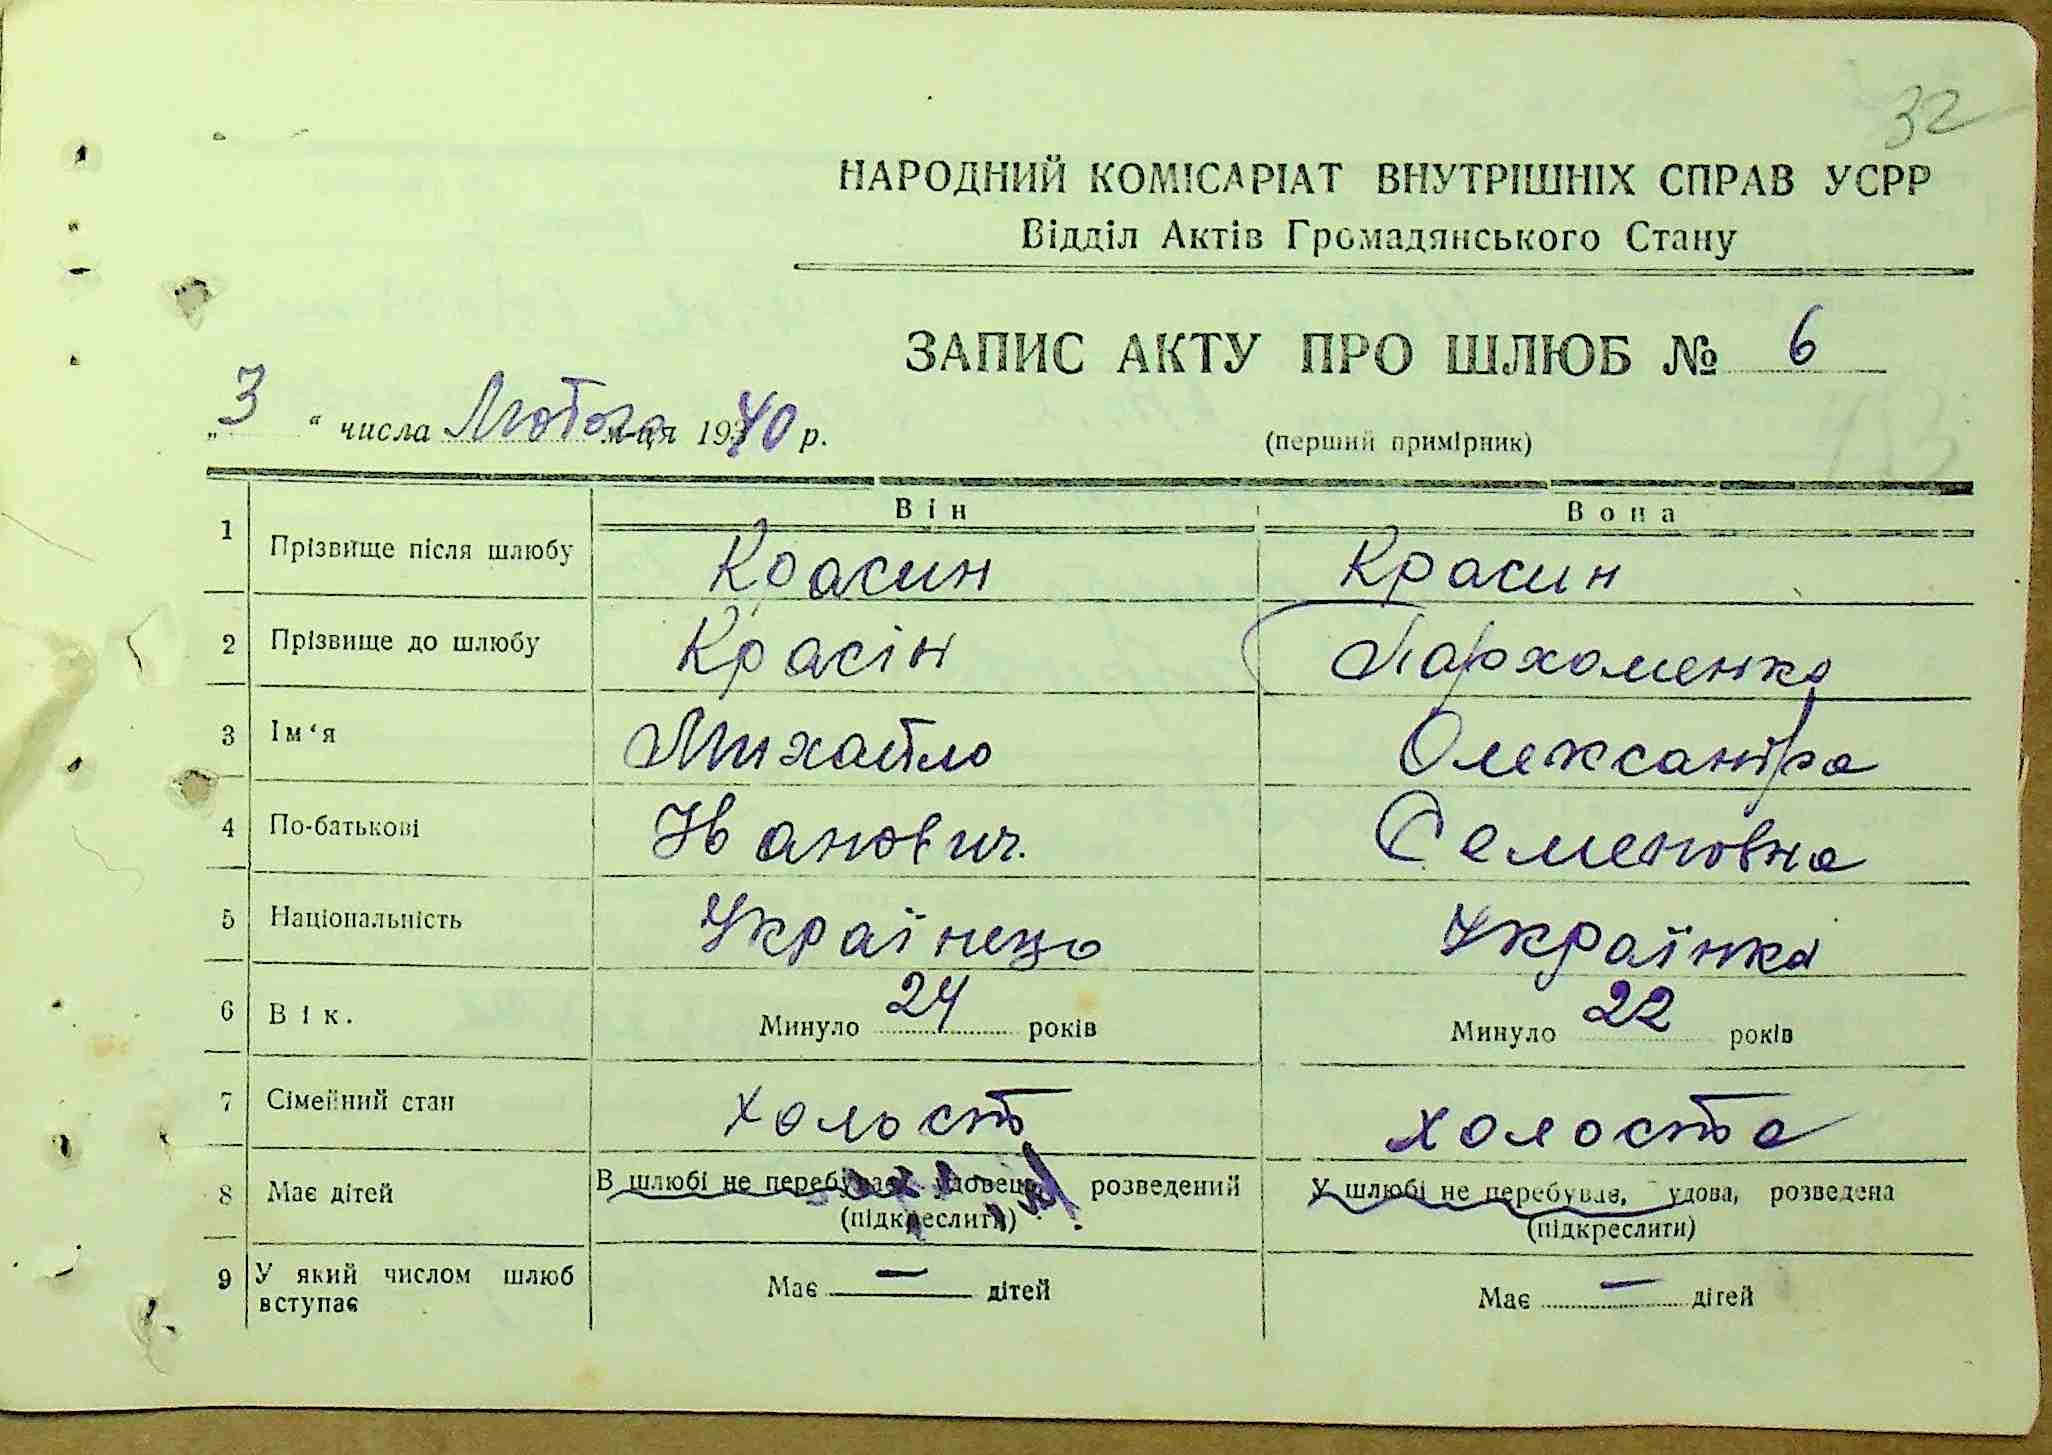 32
НАРОДНИЙ КОМІСАРІАТ ВНУТРІШНІХ СПРАВ УСРР
Відділ Актів Громадянського Стану
ЗАПИС АКТУ ПРО ШЛЮБ № 6
„ 3 “ числа Лютого м-ця 1940 р.
(перший примірник)
Він Вона
1 Прізвище після шлюбу Красин Красин
2 Прізвище до шлюбу Красін Пархоменко
3 Ім‘я Михайло Олександра
4 По-батькові Іванович. Семеновна
5 Національність Українець Українка
6 Вік. Минуло 24 років Минуло 22 років
7 Сімейний стан холост холоста
8 Має дітей В шлюбі не перебуває, удовець, розведений У шлюбі не перебуває, удова, розведена
(підкреслити) (підкреслити)
9 У який числом шлюб вступає Має — дітей Має — дітей